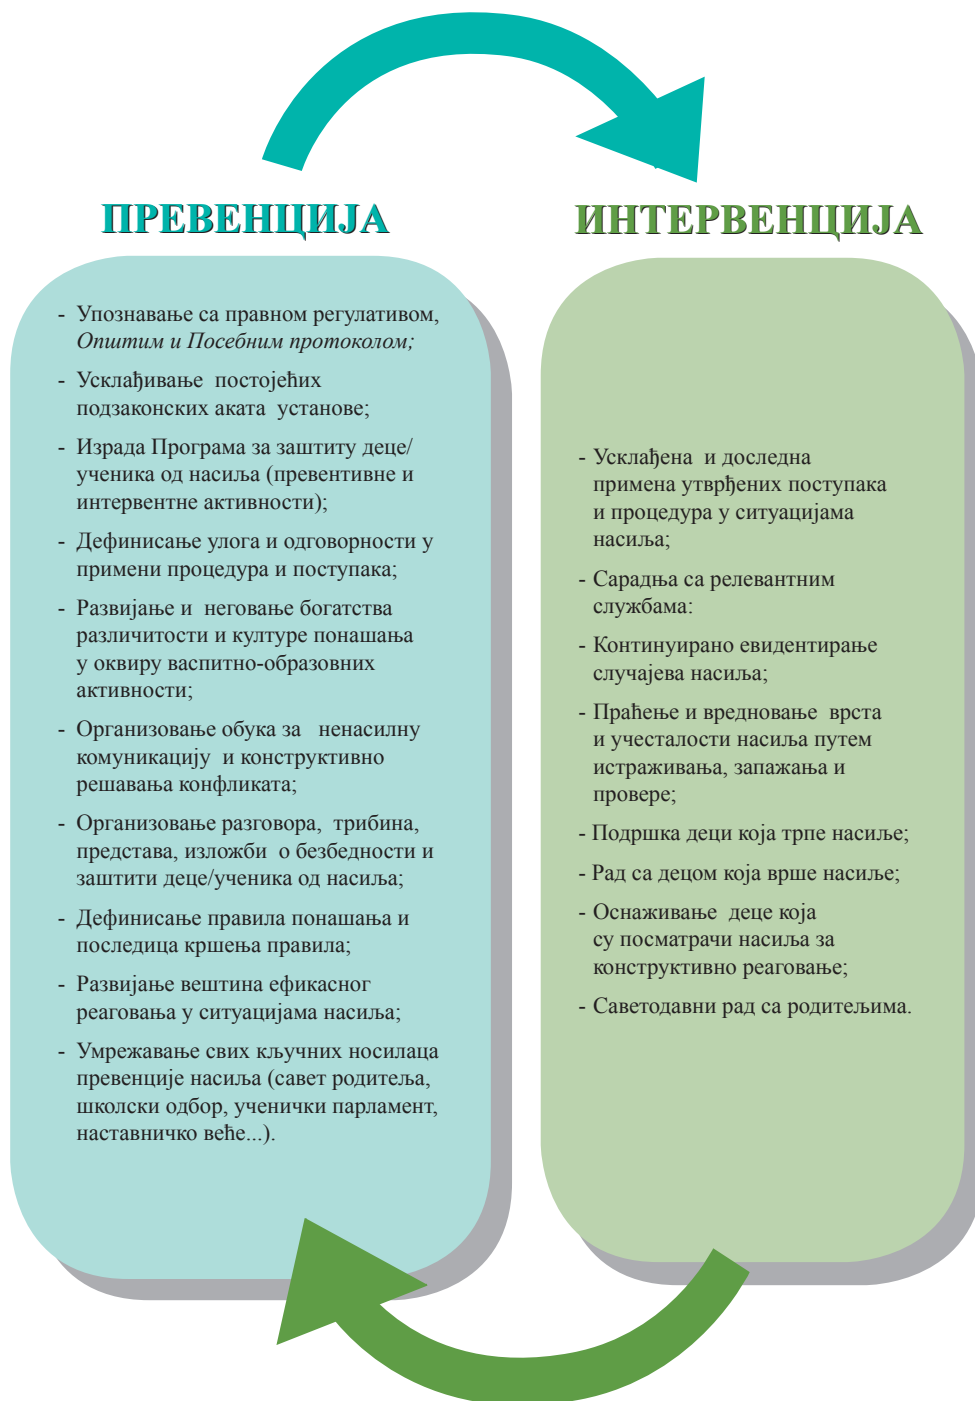 ПРЕВЕНЦИЈА
- Упознавање са правном регулативом,
Општим и Посебним протоколом;
- Усклађивање постојећих
подзаконских аката установе;
- Израда Програма за заштиту деце/
ученика од насиља (превентивне и
интервентне активности);
- Дефинисање улога и одговорности у
примени процедура и поступака;
- Развијање и неговање богатства
различитости и културе понашања
у оквиру васпитно-образовних
активности;
- Организовање обука за ненасилну
комуникацију и конструктивно
решавања конфликата;
- Организовање разговора, трибина,
представа, изложби о безбедности и
заштити деце/ученика од насиља;
- Дефинисање правила понашања и
последица кршења правила;
- Развијање вештина ефикасног
реаговања у ситуацијама насиља;
- Умрежавање свих кључних носилаца
превенције насиља (савет родитеља,
школски одбор, ученички парламент,
наставничко веће...).
ИНТЕРВЕНЦИЈА
- Усклађена и доследна
примена утврђених поступака
и процедура у ситуацијама
насиља;
- Сарадња са релевантним
службама:
- Континуирано евидентирање
случајева насиља;
- Праћење и вредновање врста
и учесталости насиља путем
истраживања, запажања и
провере;
- Подршка деци која трпе насиље;
- Рад са децом која врше насиље;
- Оснаживање деце која
су посматрачи насиља за
конструктивно реаговање;
- Саветодавни рад са родитељима.